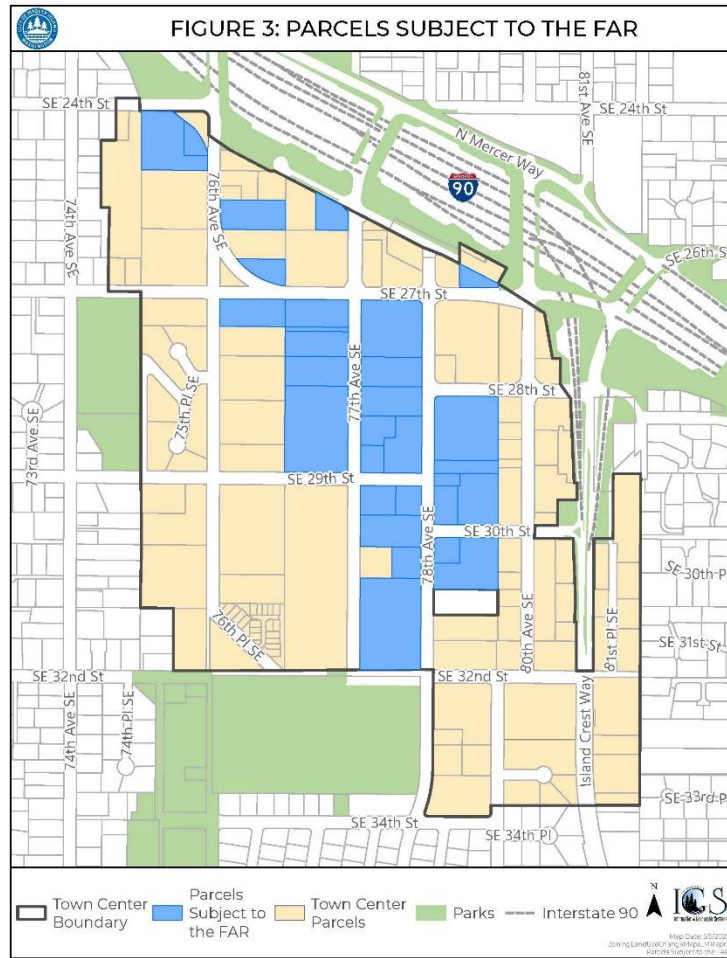 FIGURE 3: PARCELS SUBJECT TO THE FAR
SE 24th St
81st Ave SE
SE 24th St
N Mercer Way
90
74th Ave SE
76th Ave SE
SE 26th St
SE 27th St
77th Ave SE
SE 28th St
75th Pl SE
73rd Ave SE
SE 29th St
78th Ave SE
SE 30th St
SE 30th P
80th Ave SE
81st Pl SE
76th Pl SE
SE 31st St
SE 32nd St
SE 32nd St
74th Ave SE
74th Pl SE
Island Crest Way
SE 33rd P
SE 34th St
SE 34th Pl
Town Center
Boundary
Parcels
Subject to
the FAR
Town Center
Parcels
Parks
Interstate 90
N